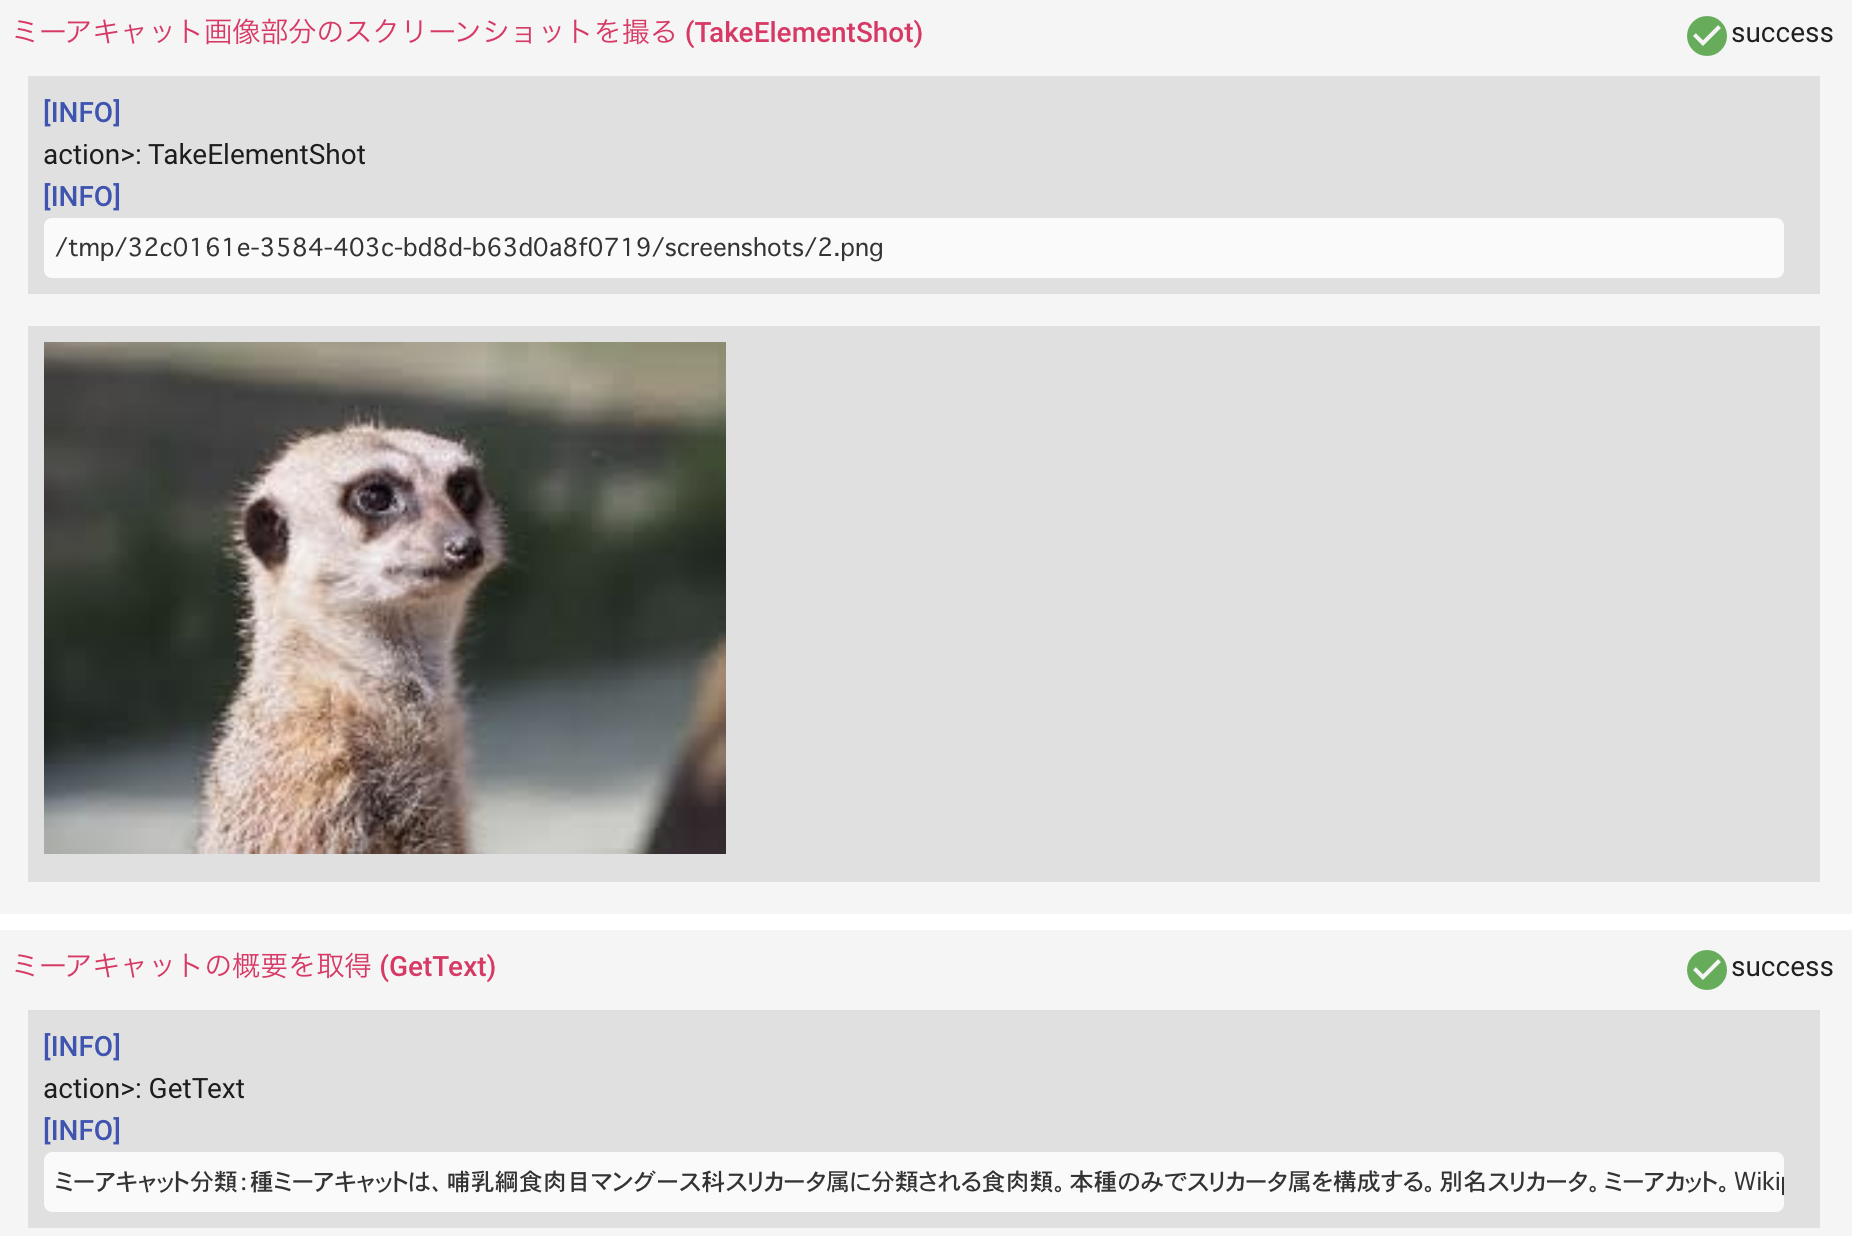 ミーアキャット画像部分のスクリーンショットを撮る (TakeElementShot)
success
[INFO]
action>: TakeElementShot
[INFO]
/tmp/32c0161e-3584-403c-bd8d-b63d0a8f0719/screenshots/2.png
ミーアキャットの概要を取得 (GetText)
success
[INFO]
action>: GetText
[INFO]
ミーアキャット分類：種ミーアキャットは、哺乳綱食肉目マングース科スリカータ属に分類される食肉類。本種のみでスリカータ属を構成する。別名スリカータ。ミーアカット。